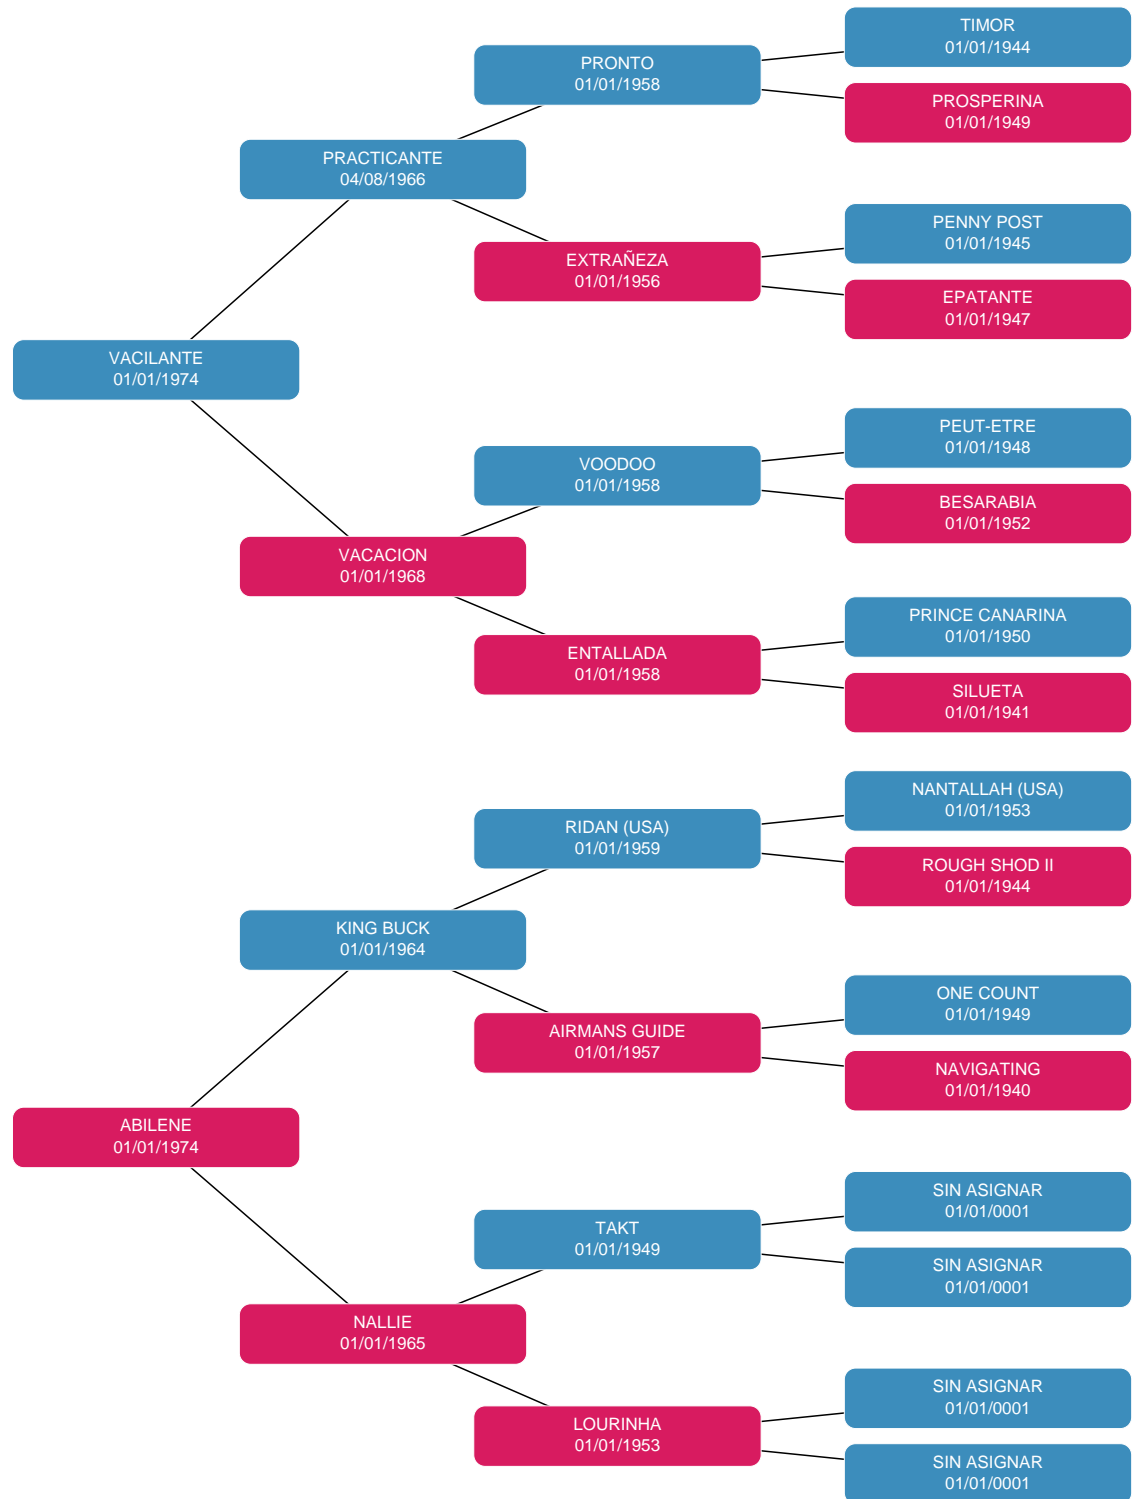 TIMOR
01/01/1944
PRONTO
01/01/1958
PROSPERINA
01/01/1949
PRACTICANTE
04/08/1966
PENNY POST
01/01/1945
EXTRAÑEZA
01/01/1956
EPATANTE
01/01/1947
VACILANTE
01/01/1974
PEUT-ETRE
01/01/1948
VOODOO
01/01/1958
BESARABIA
01/01/1952
VACACION
01/01/1968
PRINCE CANARINA
01/01/1950
ENTALLADA
01/01/1958
SILUETA
01/01/1941
NANTALLAH (USA)
01/01/1953
RIDAN (USA)
01/01/1959
ROUGH SHOD II
01/01/1944
KING BUCK
01/01/1964
ONE COUNT
01/01/1949
AIRMANS GUIDE
01/01/1957
NAVIGATING
01/01/1940
ABILENE
01/01/1974
SIN ASIGNAR
01/01/0001
TAKT
01/01/1949
SIN ASIGNAR
01/01/0001
NALLIE
01/01/1965
SIN ASIGNAR
01/01/0001
LOURINHA
01/01/1953
SIN ASIGNAR
01/01/0001